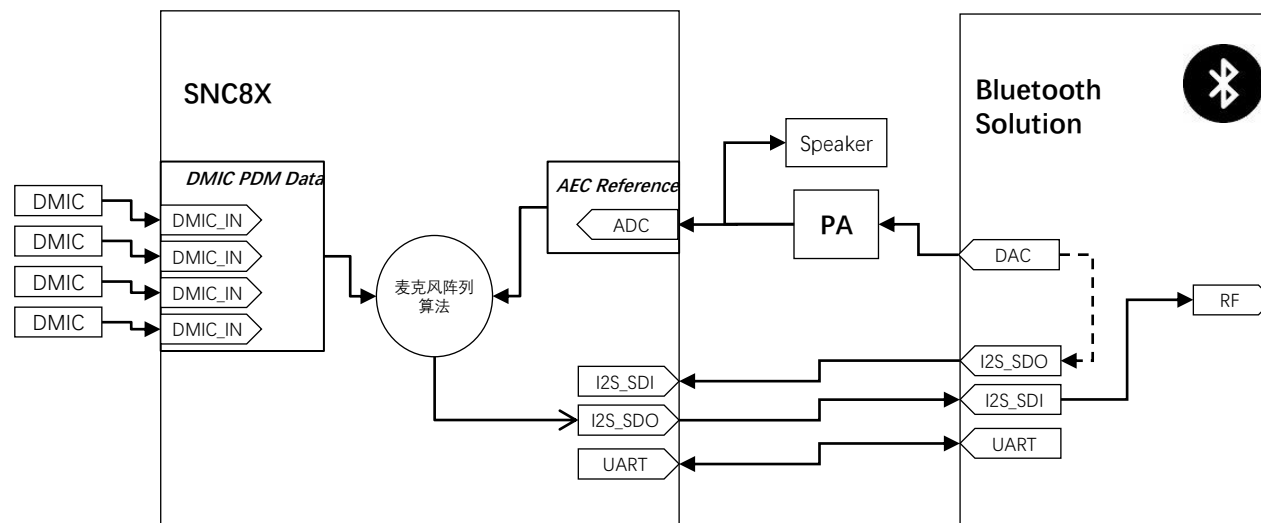 SNC8X
Bluetooth
Solution
Speaker
DMIC PDM Data
AEC Reference
DMIC
DMIC_IN
ADC
PA
DMIC
DMIC_IN
DAC
DMIC
DMIC_IN
麦克风阵列
算法
RF
DMIC
DMIC_IN
I2S_SDI
I2S_SDO
I2S_SDO
I2S_SDI
UART
UART